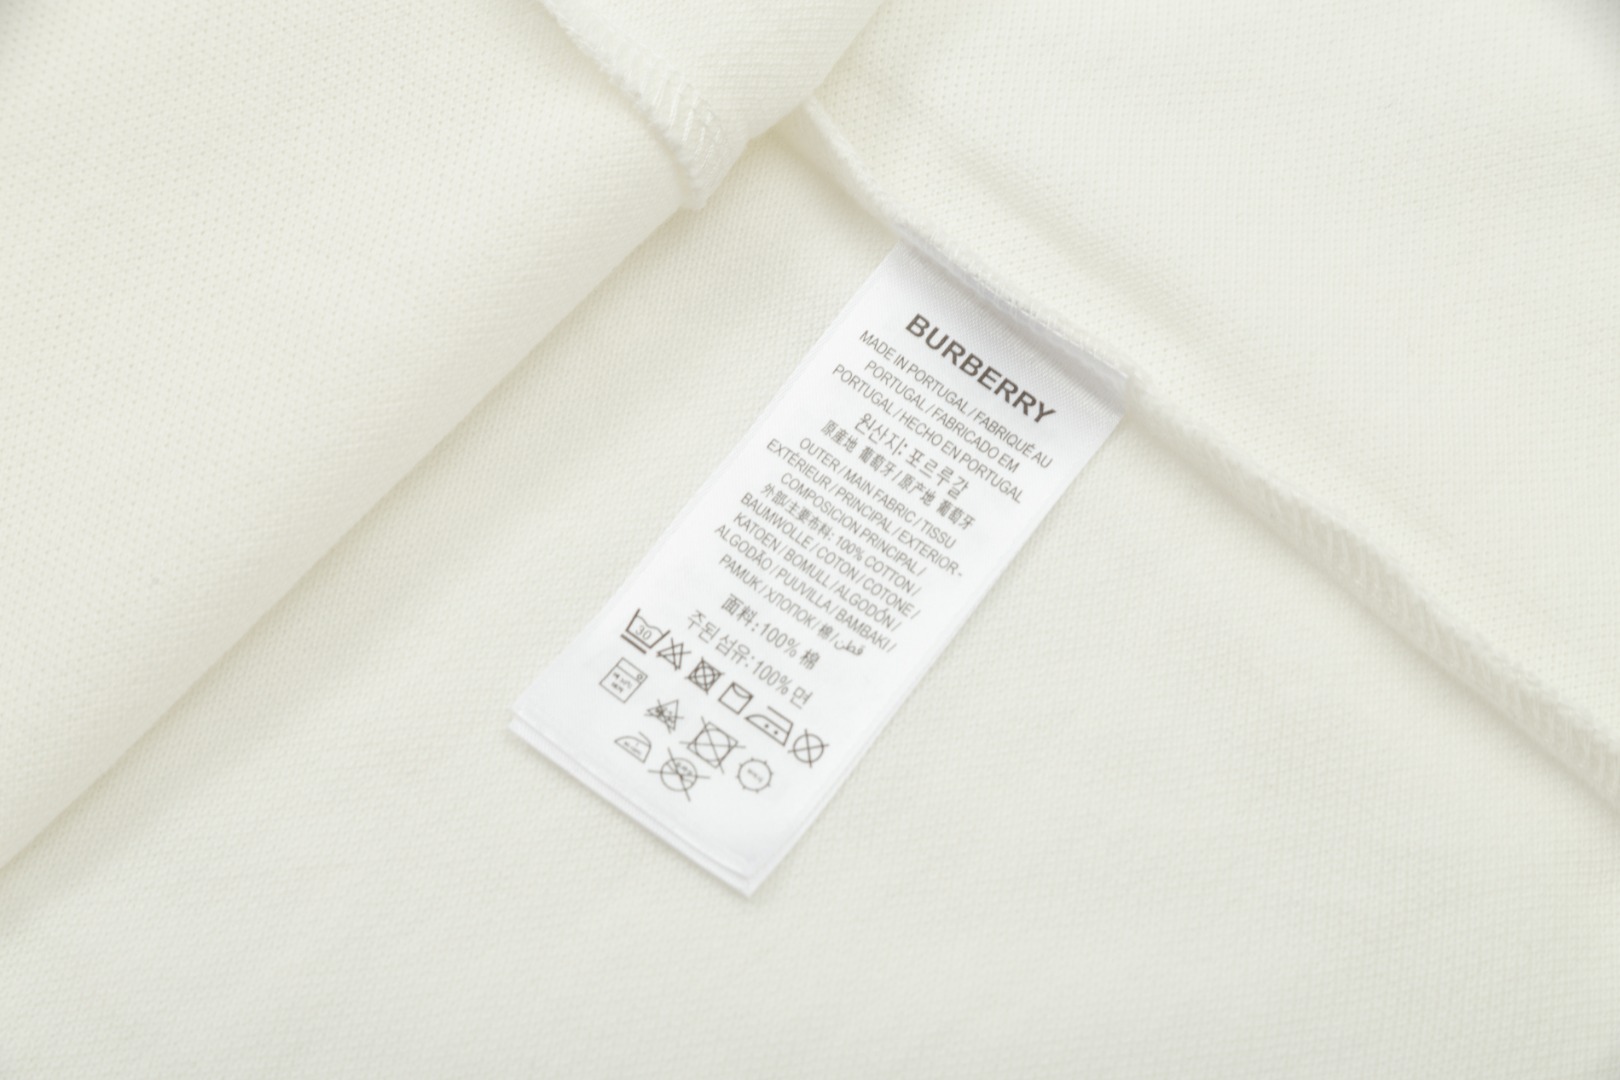 BURBERRY
MADE IN PORTUGAL / FABRIQUÉ AU
PORTUGAL / FABRICADO EM
PORTUGAL / HECHO EN PORTUGAL
원산지: 포르투갈
原産地 葡萄牙 / 原产地 葡萄牙
OUTER / MAIN FABRIC / TISSU
EXTÉRIEUR / PRINCIPAL / EXTERIOR -
COMPOSICION PRINCIPAL /
外部/主要布料: 100% COTTON /
BAUMWOLLE / COTON / COTONE /
KATOEN / BOMULL / ALGODÓN /
ALGODÃO / PUUVILLA / BAMBAKI /
PAMUK / ХЛОПОК / 棉 / قطن
面料: 100% 棉
주된 섬유: 100% 면
30